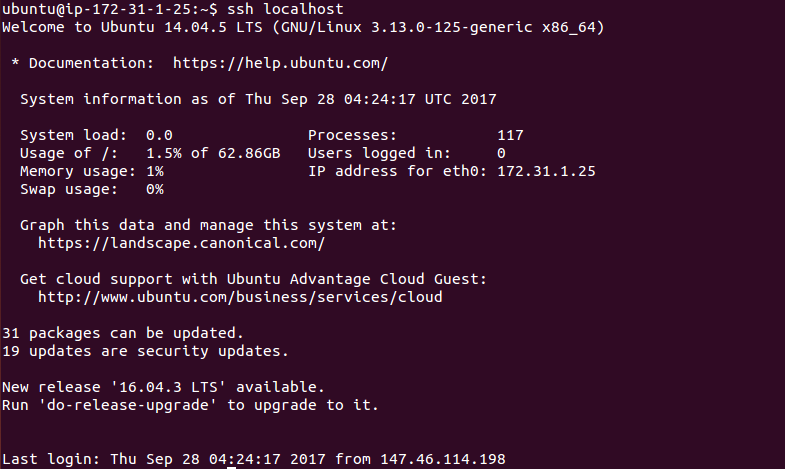 ubuntu@ip-172-31-1-25:~$ ssh localhost
Welcome to Ubuntu 14.04.5 LTS (GNU/Linux 3.13.0-125-generic x86_64)
* Documentation: https://help.ubuntu.com/
System information as of Thu Sep 28 04:24:17 UTC 2017
System load: 0.0 Processes: 117
Usage of /: 1.5% of 62.86GB Users logged in: 0
Memory usage: 1% IP address for eth0: 172.31.1.25
Swap usage: 0%
Graph this data and manage this system at:
https://landscape.canonical.com/
Get cloud support with Ubuntu Advantage Cloud Guest:
http://www.ubuntu.com/business/services/cloud
31 packages can be updated.
19 updates are security updates.
New release '16.04.3 LTS' available.
Run 'do-release-upgrade' to upgrade to it.
Last login: Thu Sep 28 04:24:17 2017 from 147.46.114.198